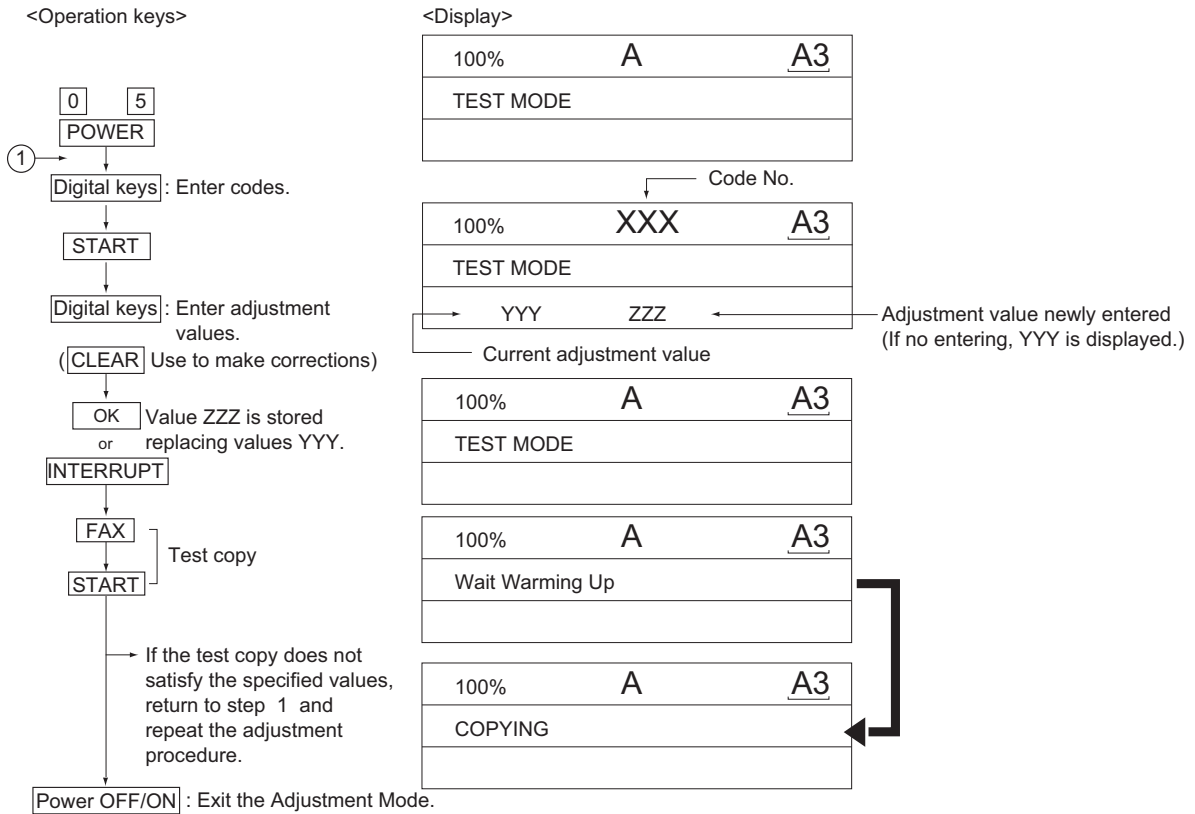 <Operation keys>
0 5
POWER
1
Digital keys : Enter codes.
START
Digital keys : Enter adjustment
values.
( CLEAR Use to make corrections)
OK Value ZZZ is stored
or replacing values YYY.
INTERRUPT
FAX
Test copy
START
If the test copy does not
satisfy the specified values,
return to step 1 and
repeat the adjustment
procedure.
Power OFF/ON : Exit the Adjustment Mode.
<Display>
100% A A3
TEST MODE
Code No.
100% XXX A3
TEST MODE
YYY ZZZ
Adjustment value newly entered
(If no entering, YYY is displayed.)
Current adjustment value
100% A A3
TEST MODE
100% A A3
Wait Warming Up
100% A A3
COPYING